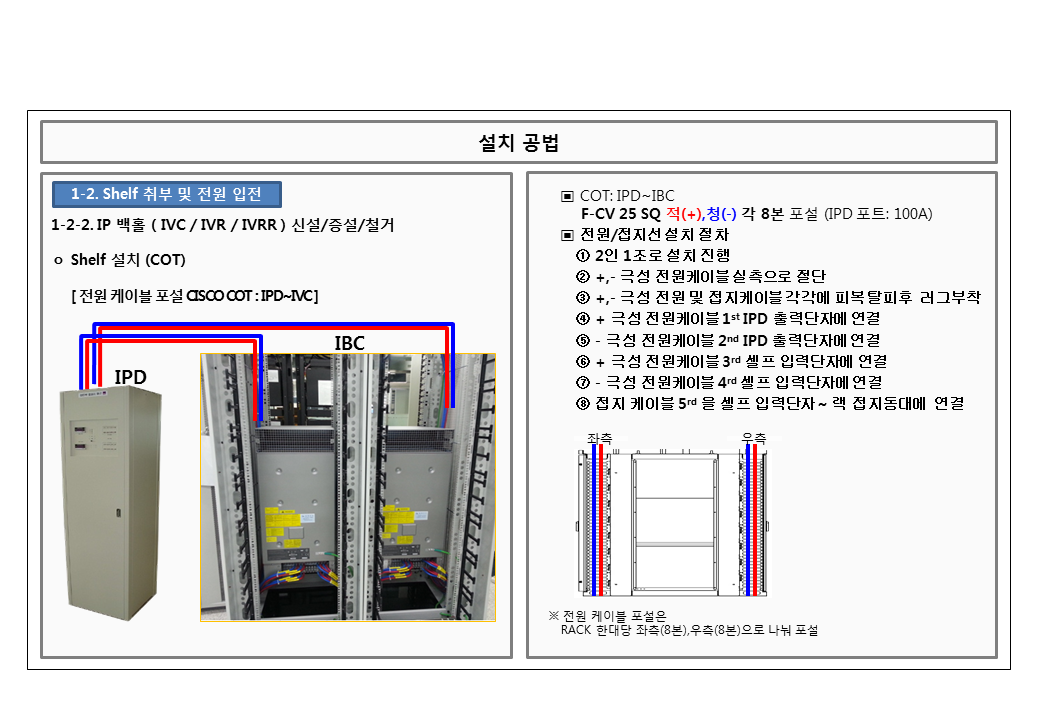 설치 공법
1-2. Shelf 취부 및 전원 입전
1-2-2. IP 백홀 ( IVC / IVR / IVRR ) 신설/증설/철거
ㅇ Shelf 설치 (COT)
[ 전원 케이블 포설 CISCO COT : IPD~IVC ]
IBC
IPD
▣ COT: IPD~IBC
F-CV 25 SQ 적(+),청(-) 각 8본 포설 (IPD 포트: 100A)
▣ 전원/접지선 설치 절차
① 2인 1조로 설치 진행
② +,- 극성 전원케이블 실측으로 절단
③ +,- 극성 전원 및 접지케이블 각각에 피복 탈피후 러그부착
④ + 극성 전원케이블 1st IPD 출력단자에 연결
⑤ - 극성 전원케이블 2nd IPD 출력단자에 연결
⑥ + 극성 전원케이블 3rd 셀프 입력단자에 연결
⑦ - 극성 전원케이블 4rd 셀프 입력단자에 연결
⑧ 접지 케이블 5rd 을 셀프 입력단자 ~ 랙 접지동대에 연결
좌측
우측
※ 전원 케이블 포설은
RACK 한대당 좌측(8본),우측(8본)으로 나눠 포설